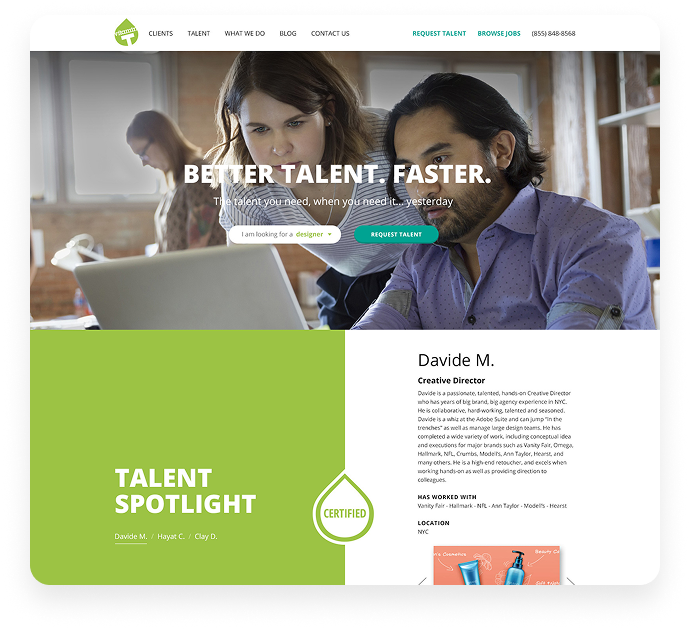 vitamin
T
CLIENTS
TALENT
WHAT WE DO
BLOG
CONTACT US
REQUEST TALENT
BROWSE JOBS
(855) 848-8568
BETTER TALENT. FASTER.
The talent you need, when you need it... yesterday
I am looking for a designer
REQUEST TALENT
TALENT
SPOTLIGHT
Davide M. / Hayat C. / Clay D.
CERTIFIED
Davide M.
Creative Director
Davide is a passionate, talented, hands-on Creative Director
who has years of big brand, big agency experience in NYC.
He is collaborative, hard-working, talented and seasoned.
Davide is a whiz at the Adobe Suite and can jump "in the
trenches" as well as manage large design teams. He has
completed a wide variety of work, including conceptual idea
and executions for major brands such as Vanity Fair, Omega,
Hallmark, NFL, Crumbs, Modell's, Ann Taylor, Hearst, and
many others. He is a high-end retoucher, and excels when
working hands-on as well as providing direction to
colleagues.
HAS WORKED WITH
Vanity Fair - Hallmark - NFL - Ann Taylor - Modell's - Hearst
LOCATION
NYC
n's Cosmetics
Beauty Ca